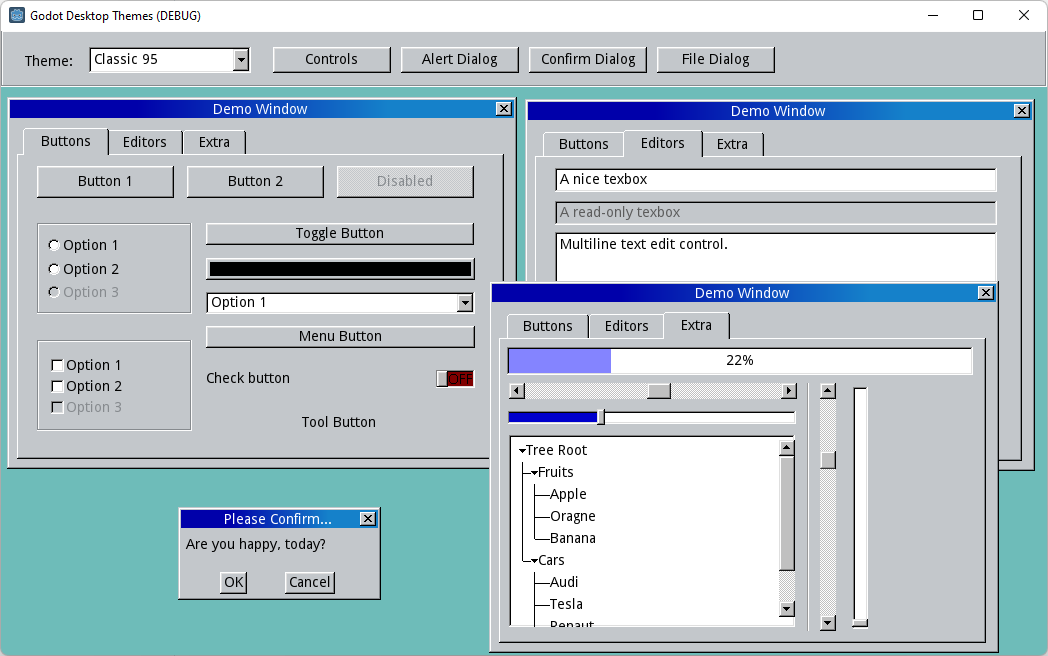 Godot Desktop Themes (DEBUG)
Theme: Classic 95 Controls Alert Dialog Confirm Dialog File Dialog
Demo Window
Buttons Editors Extra
Button 1 Button 2 Disabled
Option 1
Option 2
Option 3
Toggle Button
Option 1
Menu Button
Option 1
Option 2
Option 3
Check button OFF
Tool Button
Demo Window
Buttons Editors Extra
A nice texbox
A read-only texbox
Multiline text edit control.
Demo Window
Buttons Editors Extra
22%
Tree Root
Fruits
Apple
Oragne
Banana
Cars
Audi
Tesla
Renaut
Please Confirm...
Are you happy, today?
OK Cancel